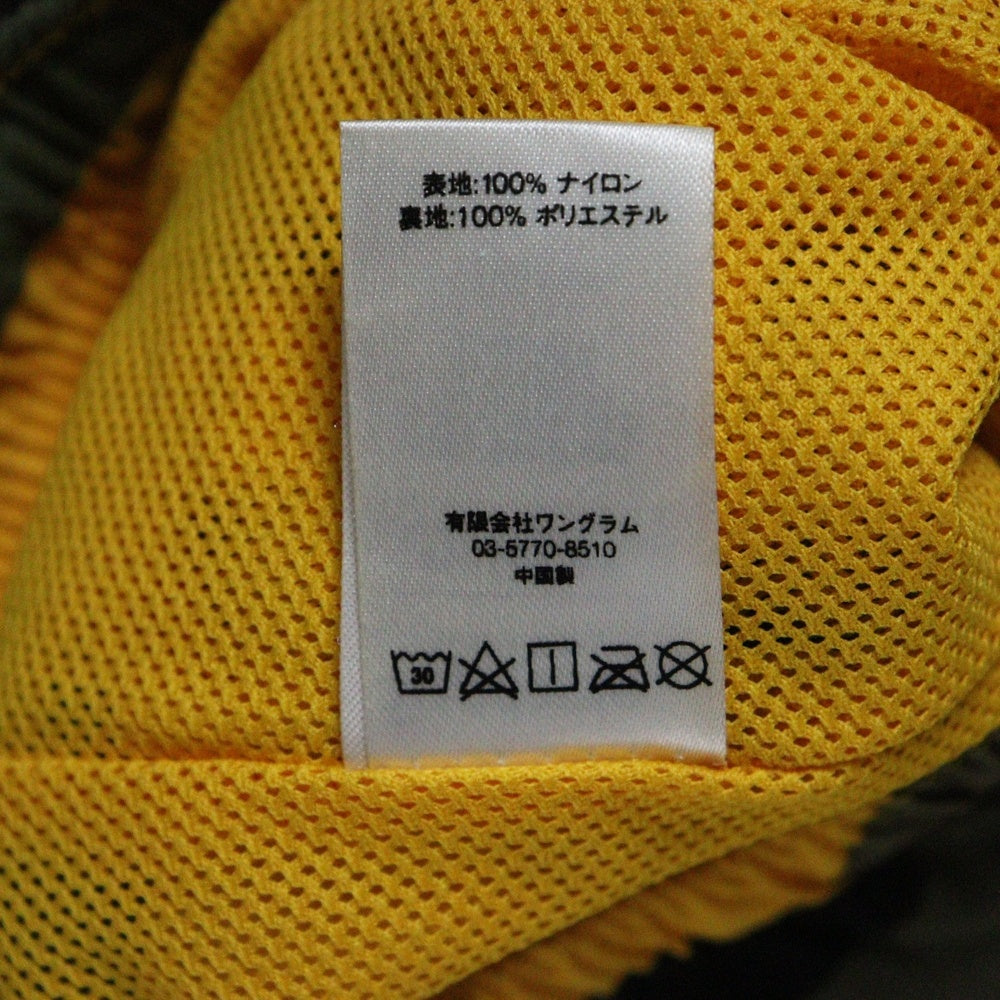 表地:100% ナイロン
裏地:100% ポリエステル
有限会社ワングラム
03-5770-8510
中国製
30